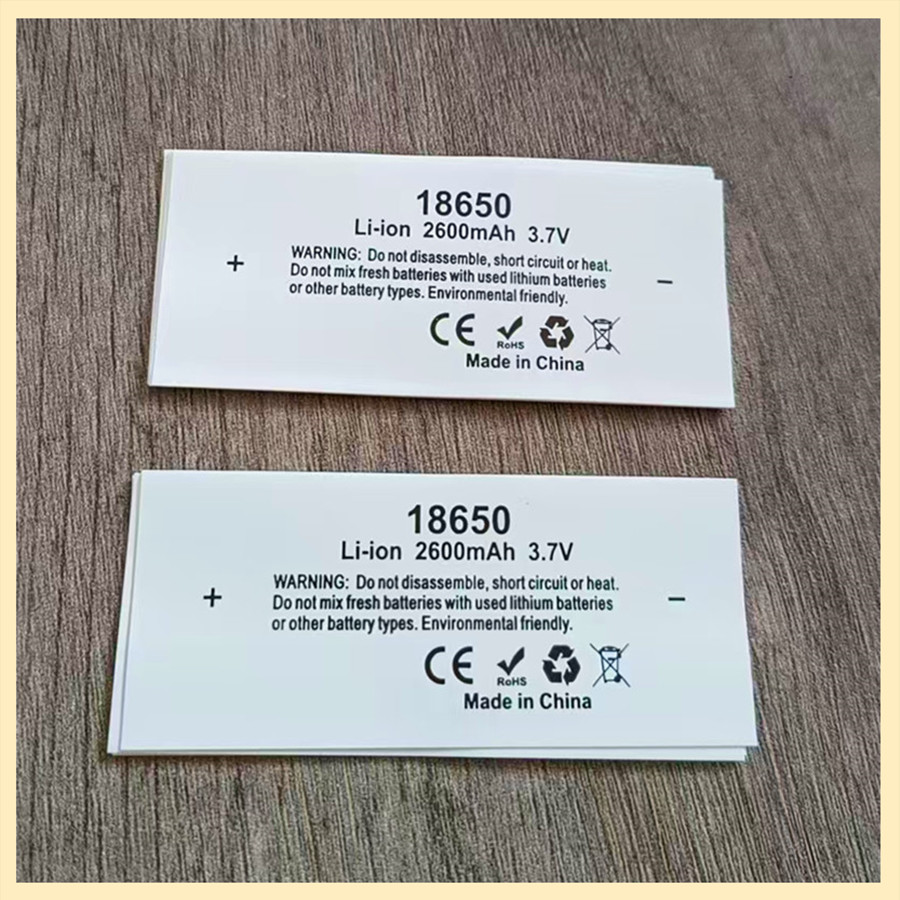 18650
Li-ion 2600mAh 3.7V
+
WARNING: Do not disassemble, short circuit or heat.
Do not mix fresh batteries with used lithium batteries
or other battery types. Environmental friendly.
-
CE RoHS
Made in China
18650
Li-ion 2600mAh 3.7V
+
WARNING: Do not disassemble, short circuit or heat.
Do not mix fresh batteries with used lithium batteries
or other battery types. Environmental friendly.
-
CE RoHS
Made in China